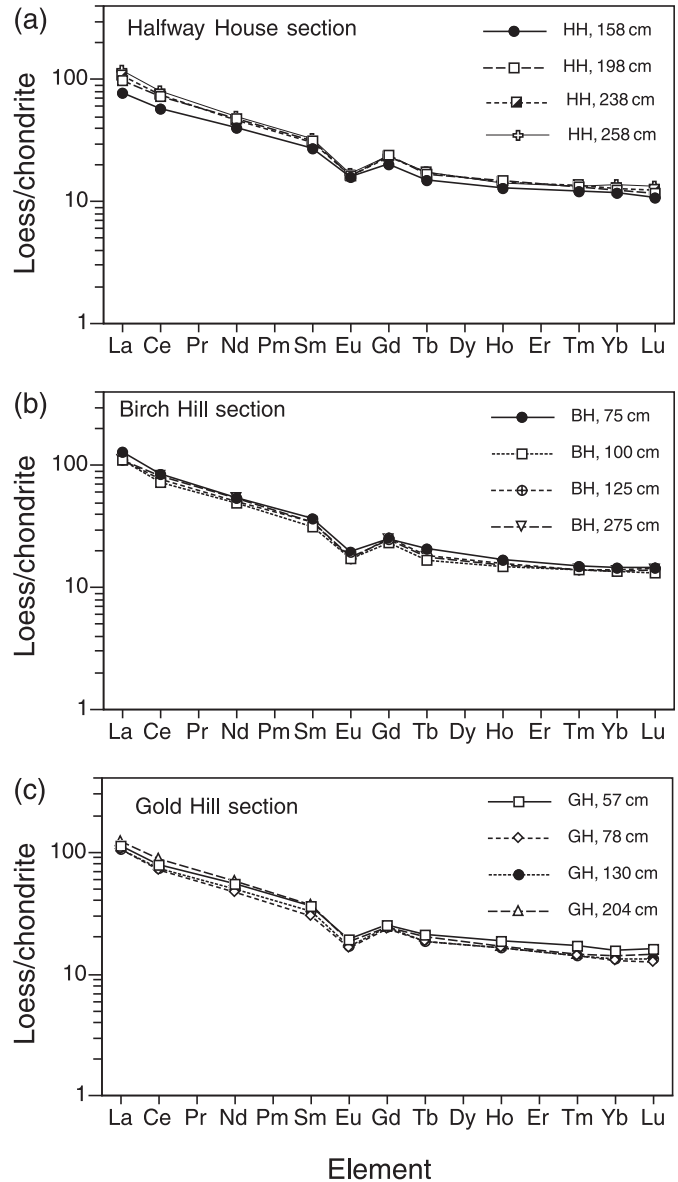 (a)
Halfway House section
HH, 158 cm
HH, 198 cm
HH, 238 cm
HH, 258 cm
Loess/chondrite
100
10
1
La Ce Pr Nd Pm Sm Eu Gd Tb Dy Ho Er Tm Yb Lu
(b)
Birch Hill section
BH, 75 cm
BH, 100 cm
BH, 125 cm
BH, 275 cm
Loess/chondrite
100
10
1
La Ce Pr Nd Pm Sm Eu Gd Tb Dy Ho Er Tm Yb Lu
(c)
Gold Hill section
GH, 57 cm
GH, 78 cm
GH, 130 cm
GH, 204 cm
Loess/chondrite
100
10
1
La Ce Pr Nd Pm Sm Eu Gd Tb Dy Ho Er Tm Yb Lu
Element